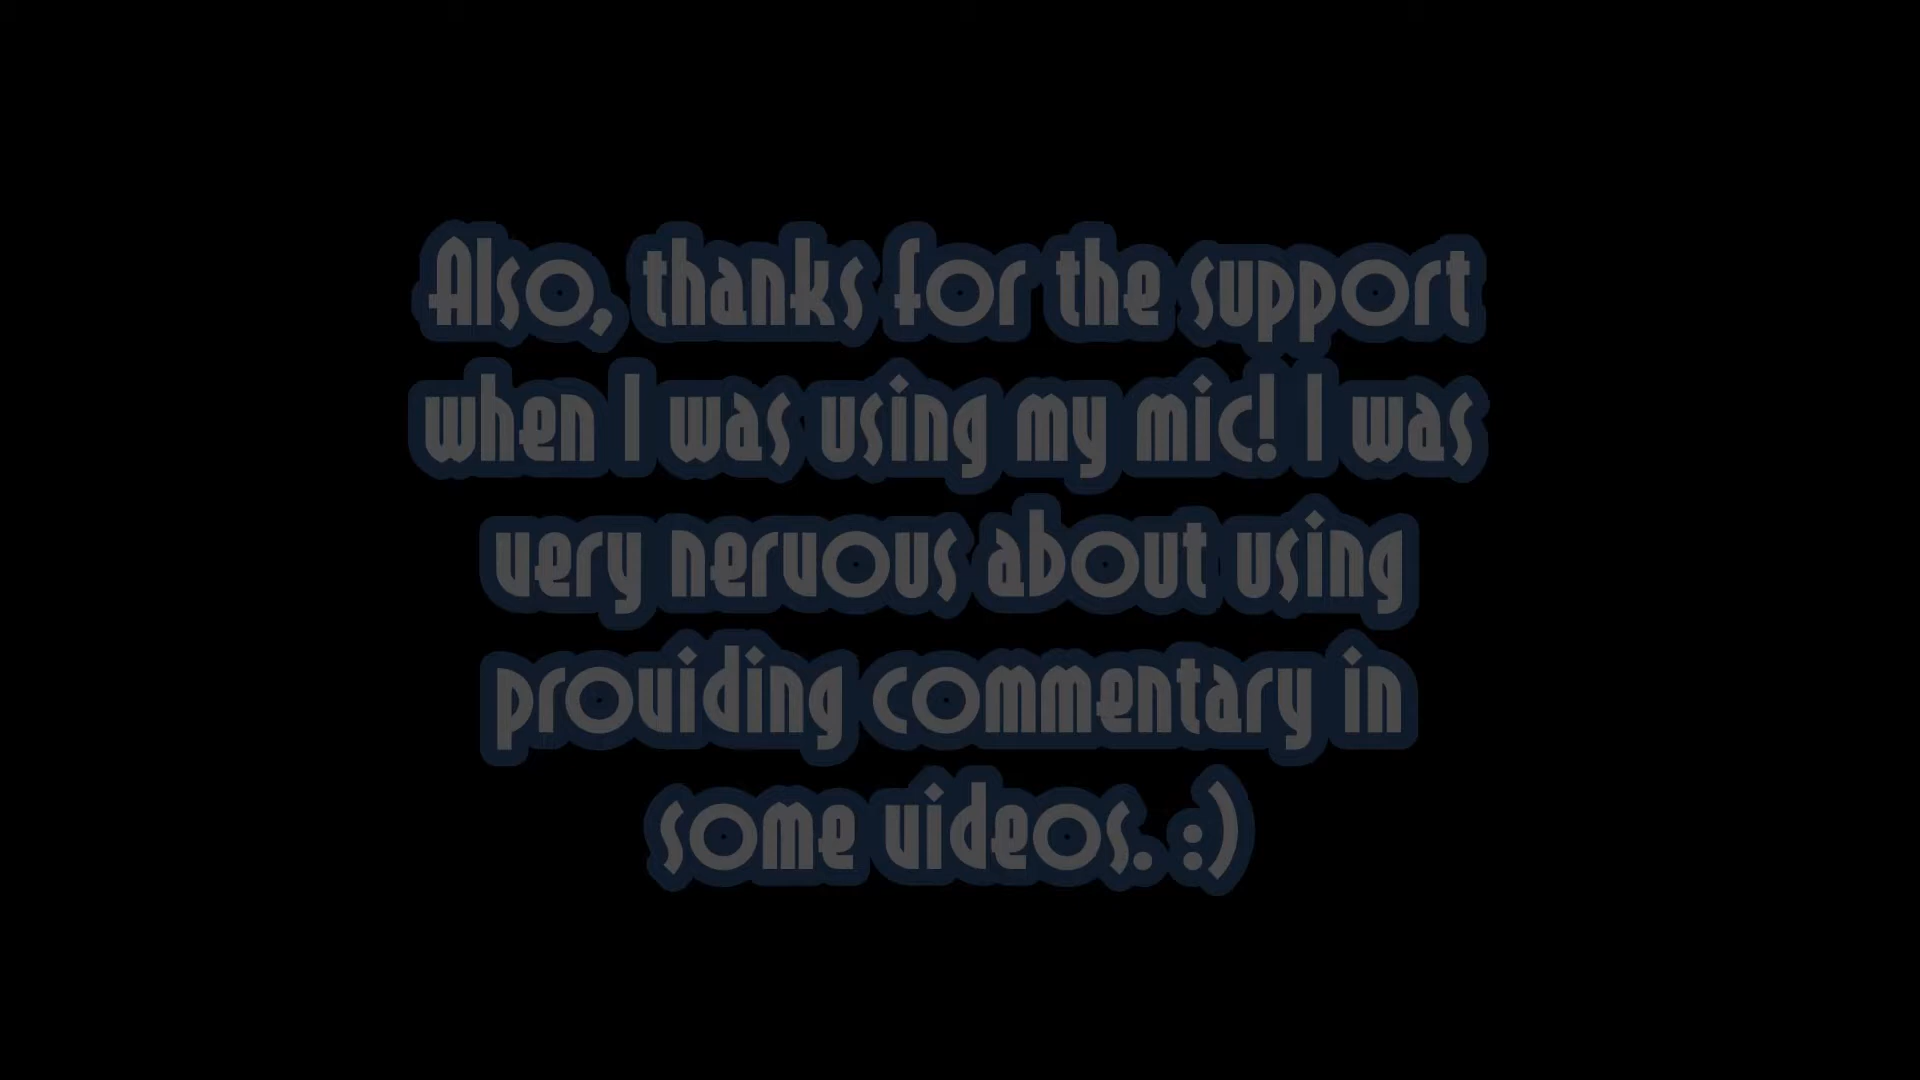 Also, thanks for the support
when I was using my mic! I was
very nervous about using
providing commentary in
some videos. :)